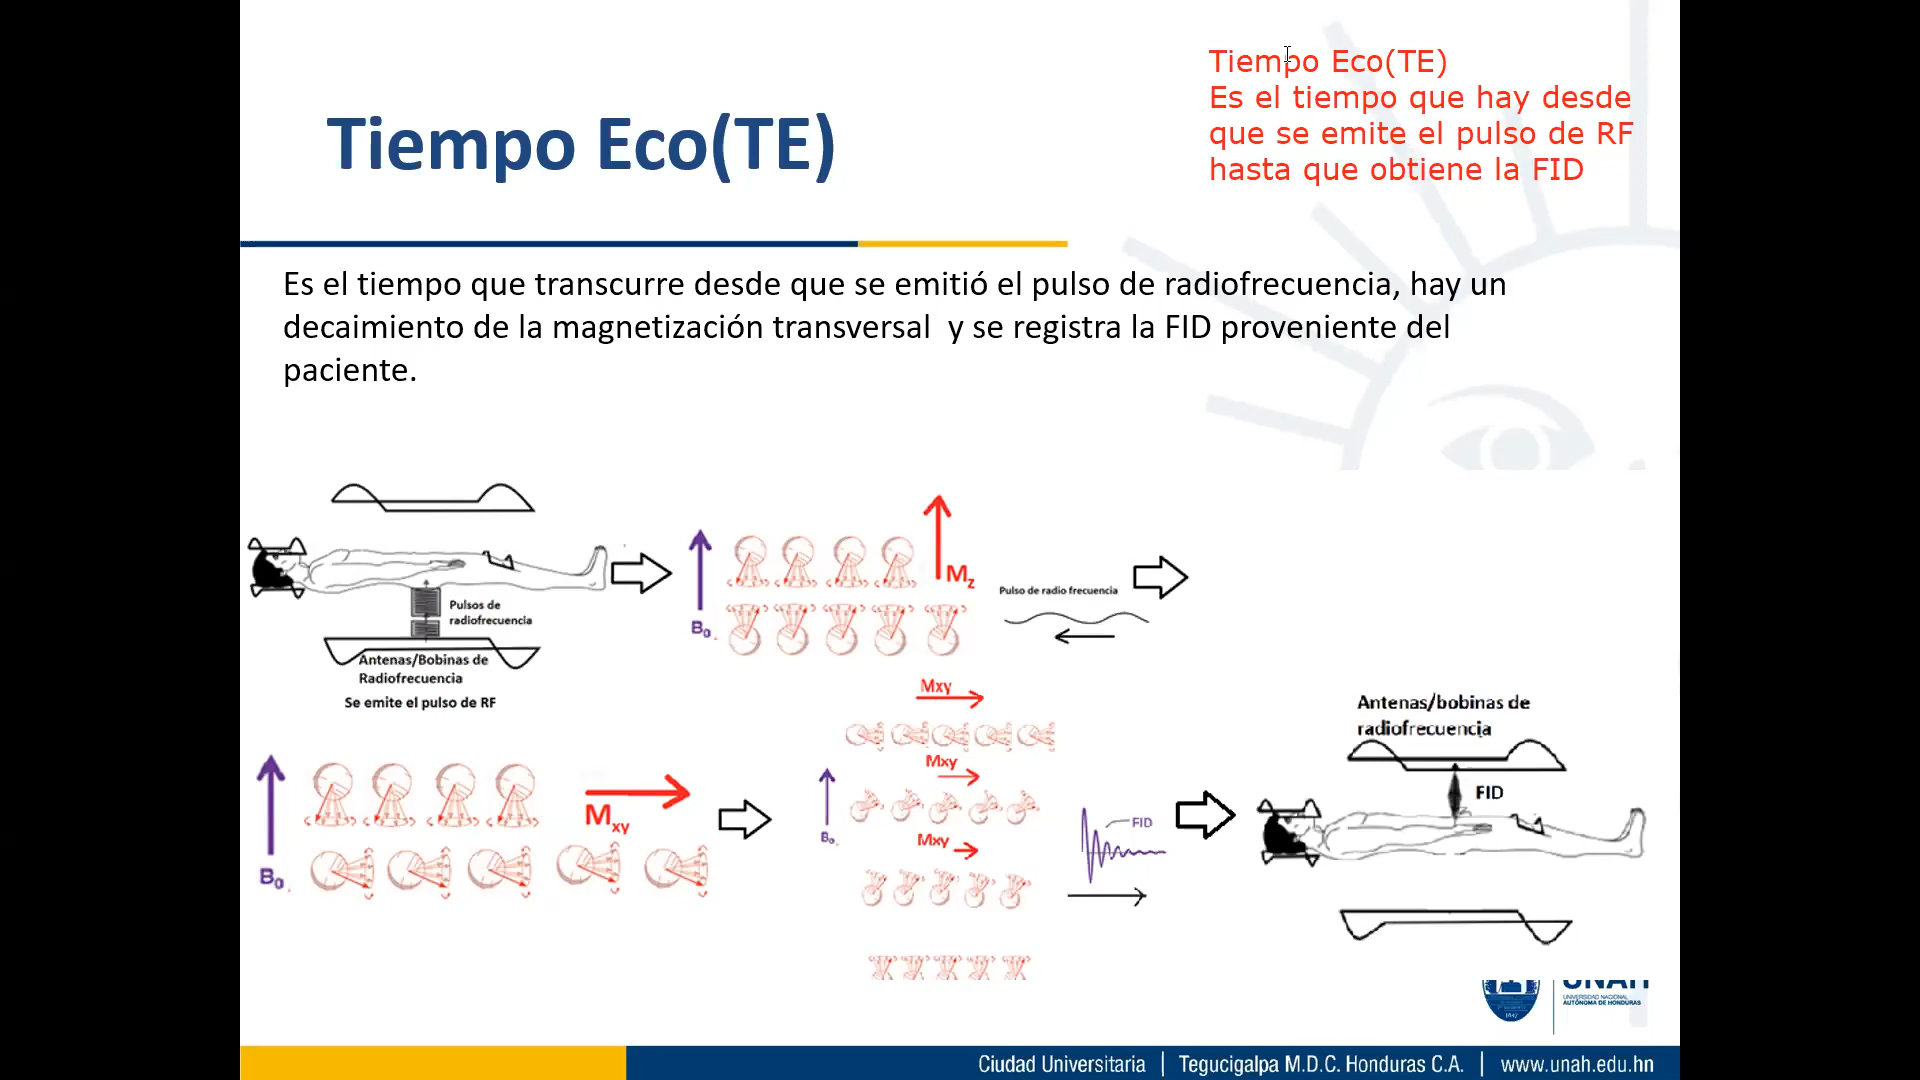 Tiempo Eco(TE)
Es el tiempo que hay desde
que se emite el pulso de RF
hasta que obtiene la FID
Tiempo Eco(TE)
Es el tiempo que transcurre desde que se emitió el pulso de radiofrecuencia, hay un
decaimiento de la magnetización transversal y se registra la FID proveniente del
paciente.
Pulsos de
radiofrecuencia
Antenas/Bobinas de
Radiofrecuencia
Se emite el pulso de RF
B₀
Mz
Pulso de radio frecuencia
B₀
Mxy
Mxy
Mxy
B₀
Mxy
FID
Antenas/bobinas de
radiofrecuencia
FID
UNAH
UNIVERSIDAD NACIONAL
AUTÓNOMA DE HONDURAS
1847
Ciudad Universitaria | Tegucigalpa M.D.C. Honduras C.A. | www.unah.edu.hn